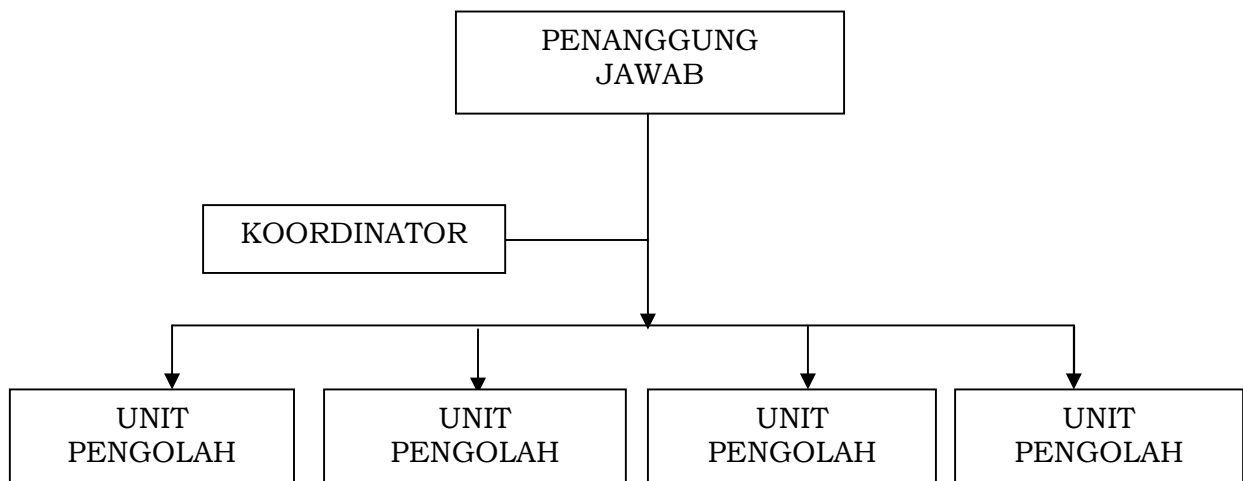 PENANGGUNG
JAWAB
KOORDINATOR
UNIT
PENGOLAH
UNIT
PENGOLAH
UNIT
PENGOLAH
UNIT
PENGOLAH